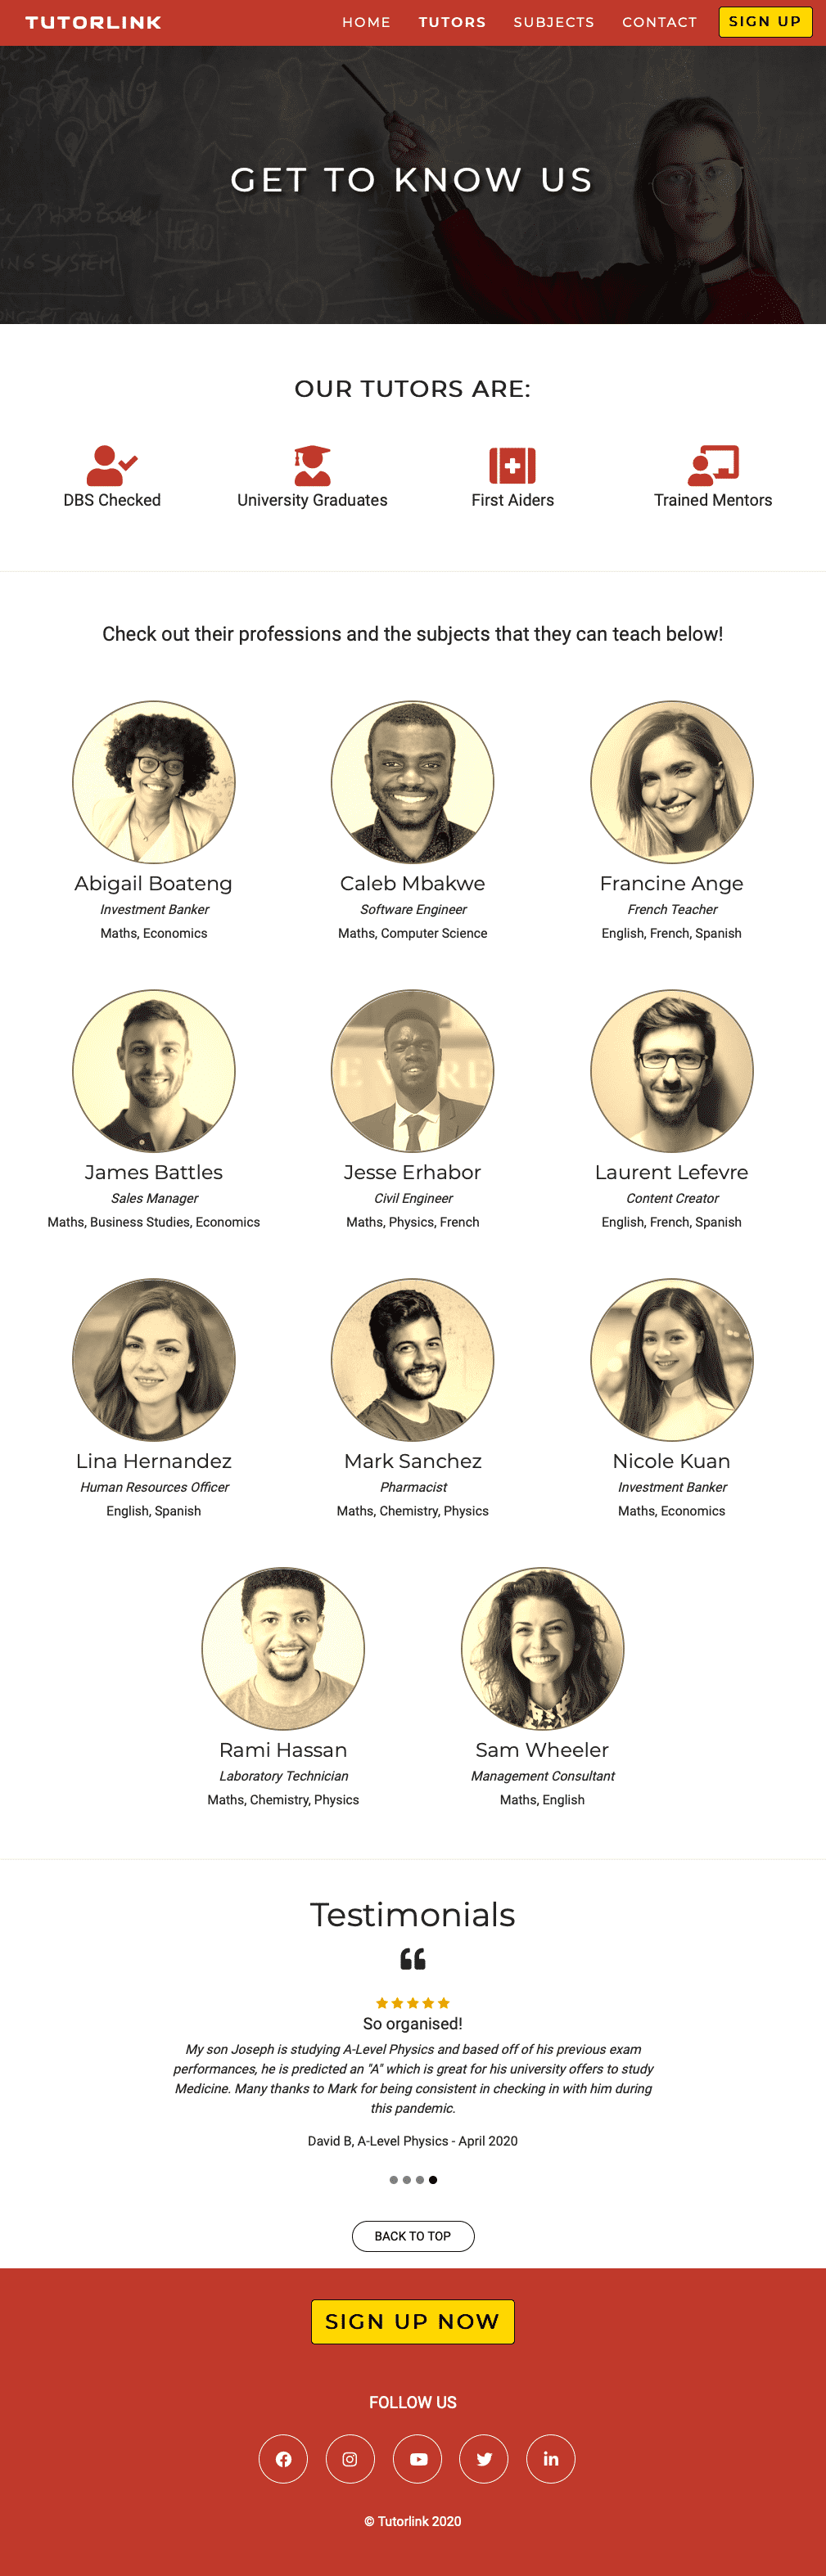 TUTORLINK
HOME TUTORS SUBJECTS CONTACT SIGN UP
GET TO KNOW US
OUR TUTORS ARE:
DBS Checked
University Graduates
First Aiders
Trained Mentors
Check out their professions and the subjects that they can teach below!
Abigail Boateng
Investment Banker
Maths, Economics
Caleb Mbakwe
Software Engineer
Maths, Computer Science
Francine Ange
French Teacher
English, French, Spanish
James Battles
Sales Manager
Maths, Business Studies, Economics
Jesse Erhabor
Civil Engineer
Maths, Physics, French
Laurent Lefevre
Content Creator
English, French, Spanish
Lina Hernandez
Human Resources Officer
English, Spanish
Mark Sanchez
Pharmacist
Maths, Chemistry, Physics
Nicole Kuan
Investment Banker
Maths, Economics
Rami Hassan
Laboratory Technician
Maths, Chemistry, Physics
Sam Wheeler
Management Consultant
Maths, English
Testimonials
So organised!
My son Joseph is studying A-Level Physics and based off of his previous exam
performances, he is predicted an "A" which is great for his university offers to study
Medicine. Many thanks to Mark for being consistent in checking in with him during
this pandemic.
David B, A-Level Physics - April 2020
BACK TO TOP
SIGN UP NOW
FOLLOW US
© Tutorlink 2020